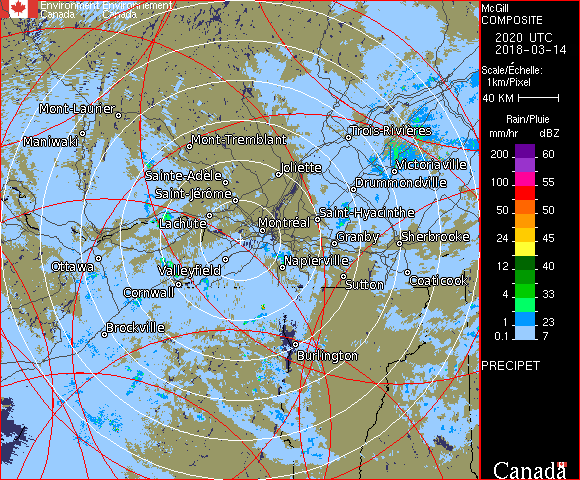 Environment Environnement
Canada Canada
McGill
COMPOSITE
2020 UTC
2018-03-14
Scale/Échelle:
1km/Pixel
40 KM
Rain/Pluie
mm/hr dBZ
200 60
100 55
50 50
24 45
12 40
4 33
1 23
0.1 7
PRECIPET
Canada
Mont-Laurier
Maniwaki
Mont-Tremblant
Trois-Rivières
Victoriaville
Joliette
Sainte-Adèle
Drummondville
Saint-Jérôme
Saint-Hyacinthe
Lachute
Montréal
Granby
Sherbrooke
Ottawa
Valleyfield
Napierville
Coaticook
Sutton
Cornwall
Brockville
Burlington